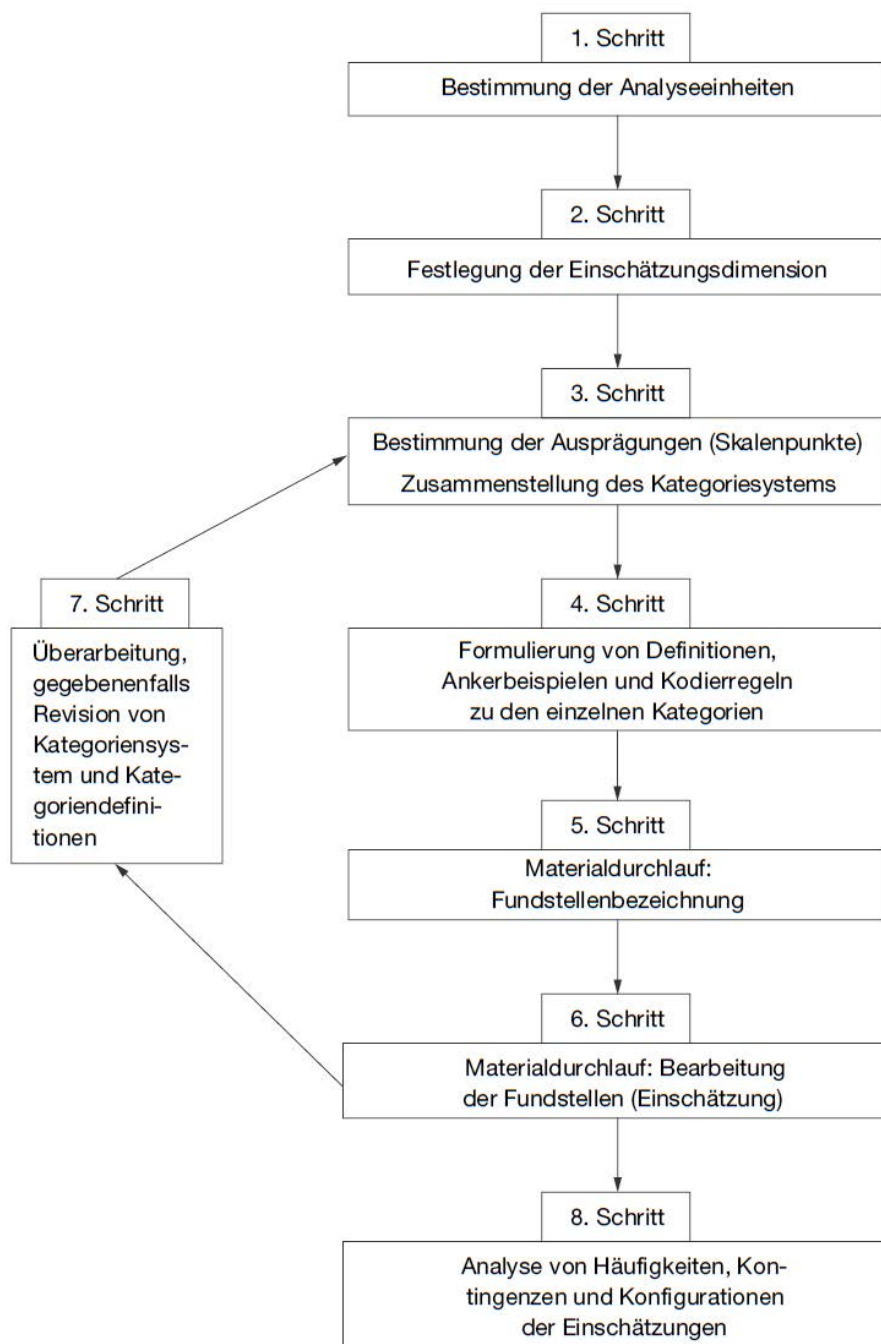 1. Schritt
Bestimmung der Analyseeinheiten
2. Schritt
Festlegung der Einschätzungsdimension
3. Schritt
Bestimmung der Ausprägungen (Skalenpunkte)
Zusammenstellung des Kategoriesystems
4. Schritt
Formulierung von Definitionen,
Ankerbeispielen und Kodierregeln
zu den einzelnen Kategorien
5. Schritt
Materialdurchlauf:
Fundstellenbezeichnung
6. Schritt
Materialdurchlauf: Bearbeitung
der Fundstellen (Einschätzung)
7. Schritt
Überarbeitung,
gegebenenfalls
Revision von
Kategoriensys-
tem und Kate-
goriendefini-
tionen
8. Schritt
Analyse von Häufigkeiten, Kon-
tingenzen und Konfigurationen
der Einschätzungen